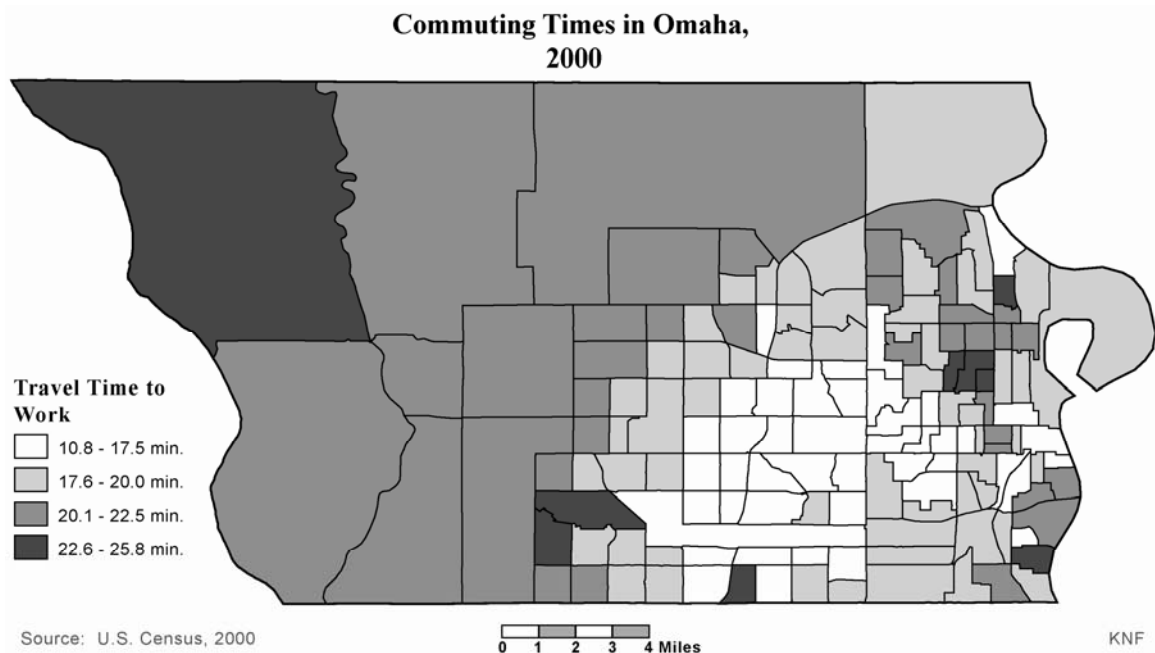 Commuting Times in Omaha,
2000
Travel Time to
Work
10.8 - 17.5 min.
17.6 - 20.0 min.
20.1 - 22.5 min.
22.6 - 25.8 min.
Source: U.S. Census, 2000
0 1 2 3 4 Miles
KNF